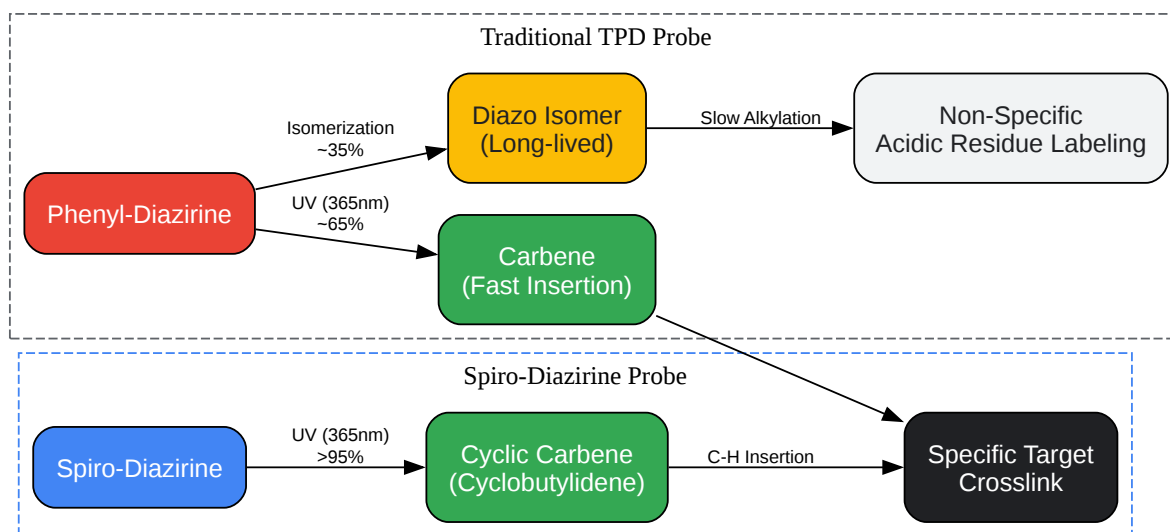 Traditional TPD Probe
Phenyl-Diazirine
Isomerization
~35%
UV (365nm)
~65%
Diazo Isomer
(Long-lived)
Slow Alkylation
Non-Specific
Acidic Residue Labeling
Carbene
(Fast Insertion)
Spiro-Diazirine Probe
Spiro-Diazirine
UV (365nm)
>95%
Cyclic Carbene
(Cyclobutylidene)
C-H Insertion
Specific Target
Crosslink